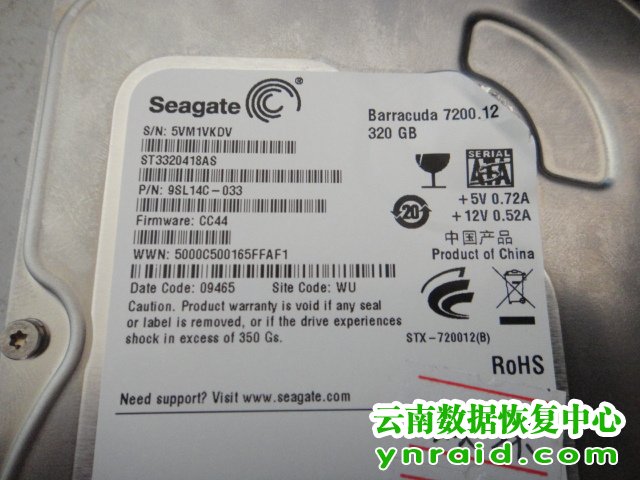 Seagate
Barracuda 7200.12
320 GB
S/N: 5VM1VKDV
ST3320418AS
P/N: 9SL14C-033
Firmware: CC44
WWN: 5000C500165FFAF1
Date Code: 09465 Site Code: WU
SERIAL
ATA
20
+5V 0.72A
+12V 0.52A
中国产品
Product of China
Caution. Product warranty is void if any seal
or label is removed, or if the drive experiences
shock in excess of 350 Gs.
STX-720012(B)
RoHS
Need support? Visit www.seagate.com
云南数据恢复中心
ynraid.com